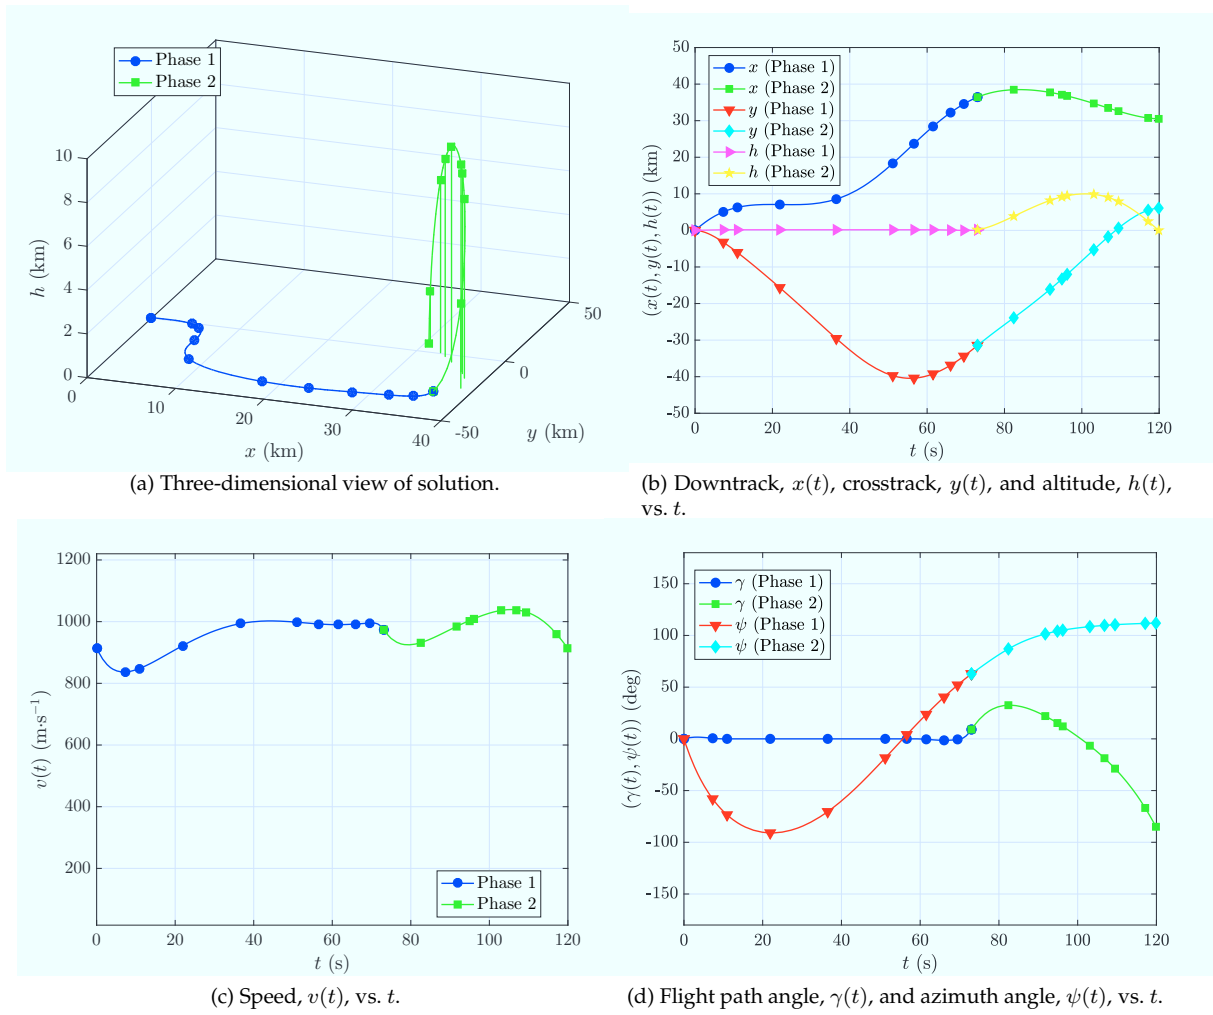 Phase 1
Phase 2
10
8
6
4
2
0
h (km)
0
10
20
30
40
x (km)
-50
0
50
y (km)
(a) Three-dimensional view of solution.
x (Phase 1)
x (Phase 2)
y (Phase 1)
y (Phase 2)
h (Phase 1)
h (Phase 2)
50
40
30
20
10
0
-10
-20
-30
-40
-50
(x(t), y(t), h(t)) (km)
0
20
40
60
80
100
120
t (s)
(b) Downtrack, x(t), crosstrack, y(t), and altitude, h(t),
vs. t.
1200
1000
800
600
400
200
v(t) (m·s⁻¹)
Phase 1
Phase 2
0
20
40
60
80
100
120
t (s)
(c) Speed, v(t), vs. t.
γ (Phase 1)
γ (Phase 2)
ψ (Phase 1)
ψ (Phase 2)
150
100
50
0
-50
-100
-150
(γ(t), ψ(t)) (deg)
0
20
40
60
80
100
120
t (s)
(d) Flight path angle, γ(t), and azimuth angle, ψ(t), vs. t.